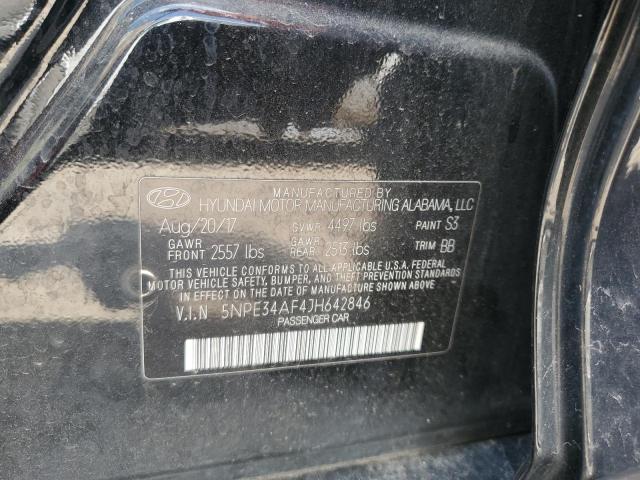 MANUFACTURED BY
HYUNDAI MOTOR MANUFACTURING ALABAMA, LLC
Aug/20/17 GVWR 4497 lbs PAINT S3
GAWR FRONT 2557 lbs GAWR REAR 2513 lbs TRIM BB
THIS VEHICLE CONFORMS TO ALL APPLICABLE U.S.A. FEDERAL
MOTOR VEHICLE SAFETY, BUMPER, AND THEFT PREVENTION STANDARDS
IN EFFECT ON THE DATE OF MANUFACTURE SHOWN ABOVE.
V.I.N 5NPE34AF4JH642846
PASSENGER CAR